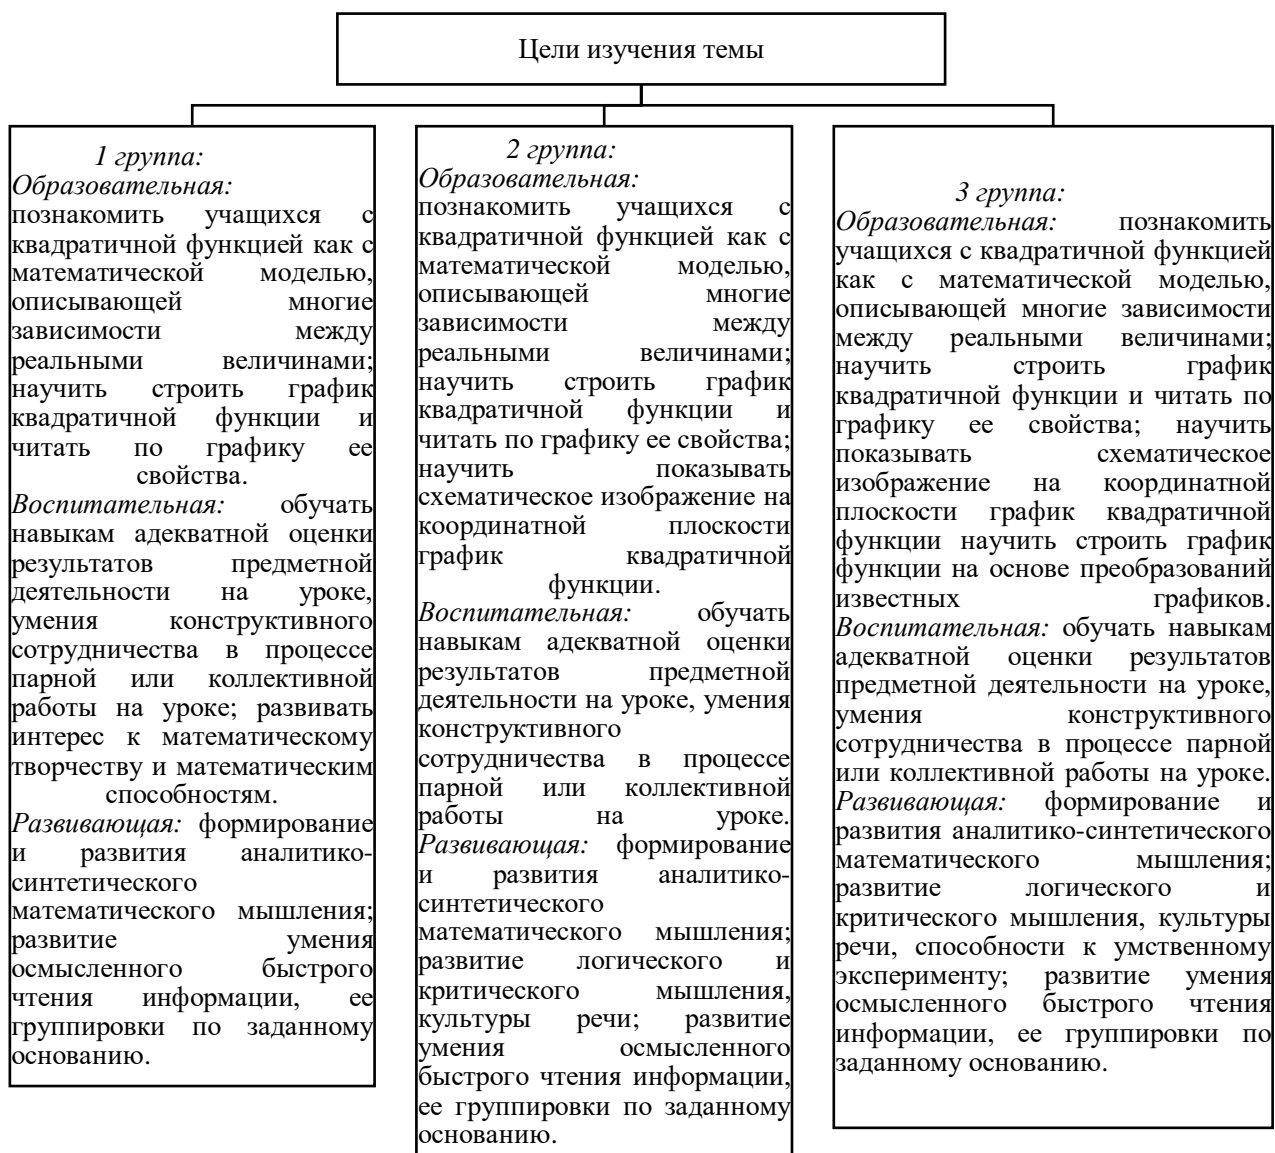 Цели изучения темы
1 группа:
Образовательная:
познакомить учащихся с
квадратичной функцией как с
математической моделью,
описывающей многие
зависимости между
реальными величинами;
научить строить график
квадратичной функции и
читать по графику ее
свойства.
Воспитательная: обучать
навыкам адекватной оценки
результатов предметной
деятельности на уроке,
умения конструктивного
сотрудничества в процессе
парной или коллективной
работы на уроке; развивать
интерес к математическому
творчеству и математическим
способностям.
Развивающая: формирование
и развития аналитико-
синтетического
математического мышления;
развитие умения
осмысленного быстрого
чтения информации, ее
группировки по заданному
основанию.
2 группа:
Образовательная:
познакомить учащихся с
квадратичной функцией как с
математической моделью,
описывающей многие
зависимости между
реальными величинами;
научить строить график
квадратичной функции и
читать по графику ее свойства;
научить показывать
схематическое изображение на
координатной плоскости
график квадратичной
функции.
Воспитательная: обучать
навыкам адекватной оценки
результатов предметной
деятельности на уроке, умения
конструктивного
сотрудничества в процессе
парной или коллективной
работы на уроке.
Развивающая: формирование
и развития аналитико-
синтетического
математического мышления;
развитие логического и
критического мышления,
культуры речи; развитие
умения осмысленного
быстрого чтения информации,
ее группировки по заданному
основанию.
3 группа:
Образовательная: познакомить
учащихся с квадратичной функцией
как с математической моделью,
описывающей многие зависимости
между реальными величинами;
научить строить график
квадратичной функции и читать по
графику ее свойства; научить
показывать схематическое
изображение на координатной
плоскости график квадратичной
функции научить строить график
функции на основе преобразований
известных графиков.
Воспитательная: обучать навыкам
адекватной оценки результатов
предметной деятельности на уроке,
умения конструктивного
сотрудничества в процессе парной
или коллективной работы на уроке.
Развивающая: формирование и
развития аналитико-синтетического
математического мышления;
развитие логического и
критического мышления, культуры
речи, способности к умственному
эксперименту; развитие умения
осмысленного быстрого чтения
информации, ее группировки по
заданному основанию.